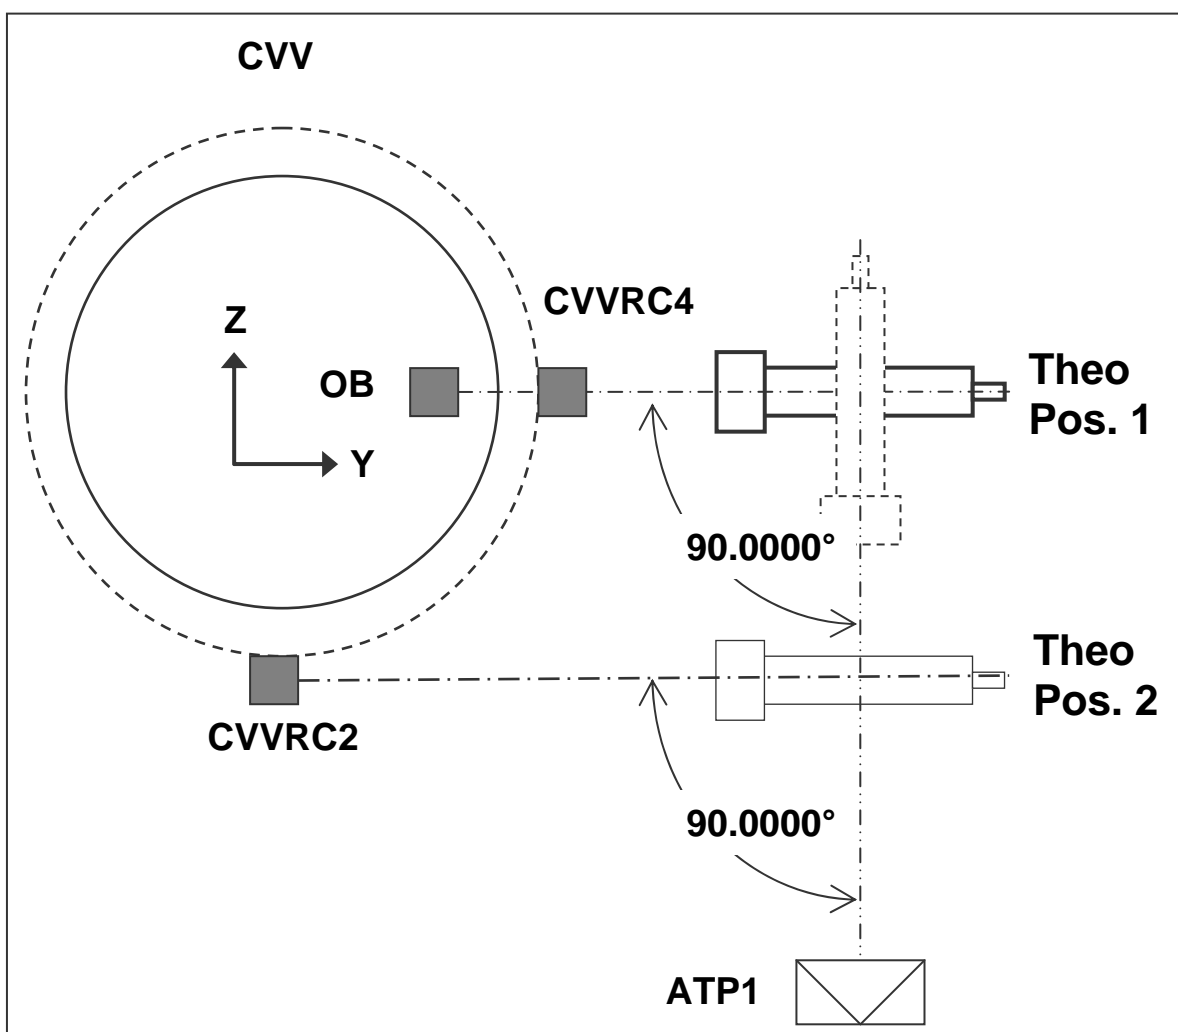 CVV
CVVRC4
Z
OB
Theo
Pos. 1
Y
90.0000°
Theo
Pos. 2
CVVRC2
90.0000°
ATP1